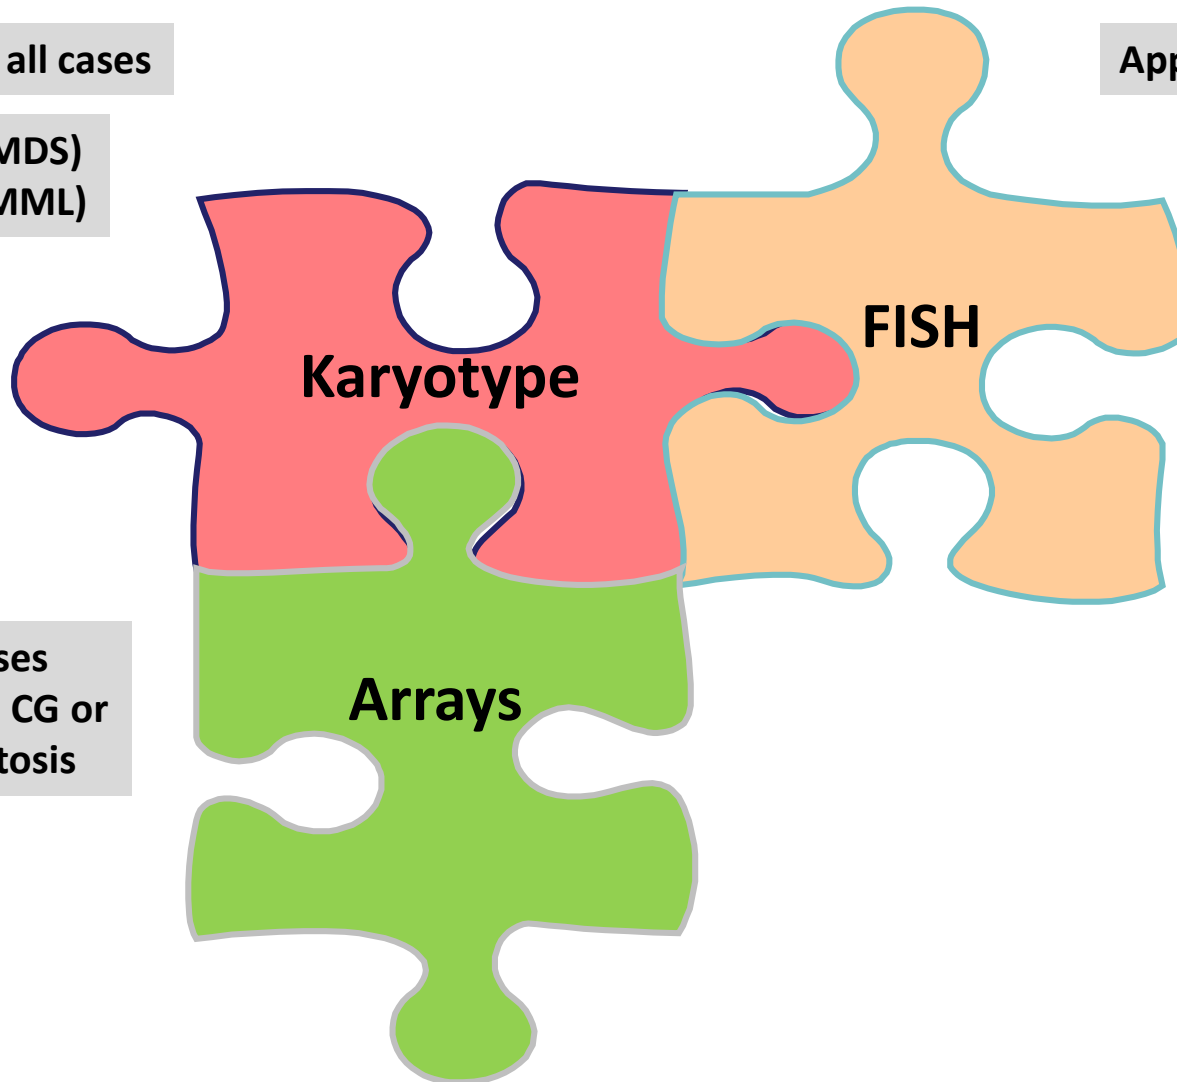 all cases
App
MDS)
MML)
FISH
Karyotype
ses
CG or
tosis
Arrays